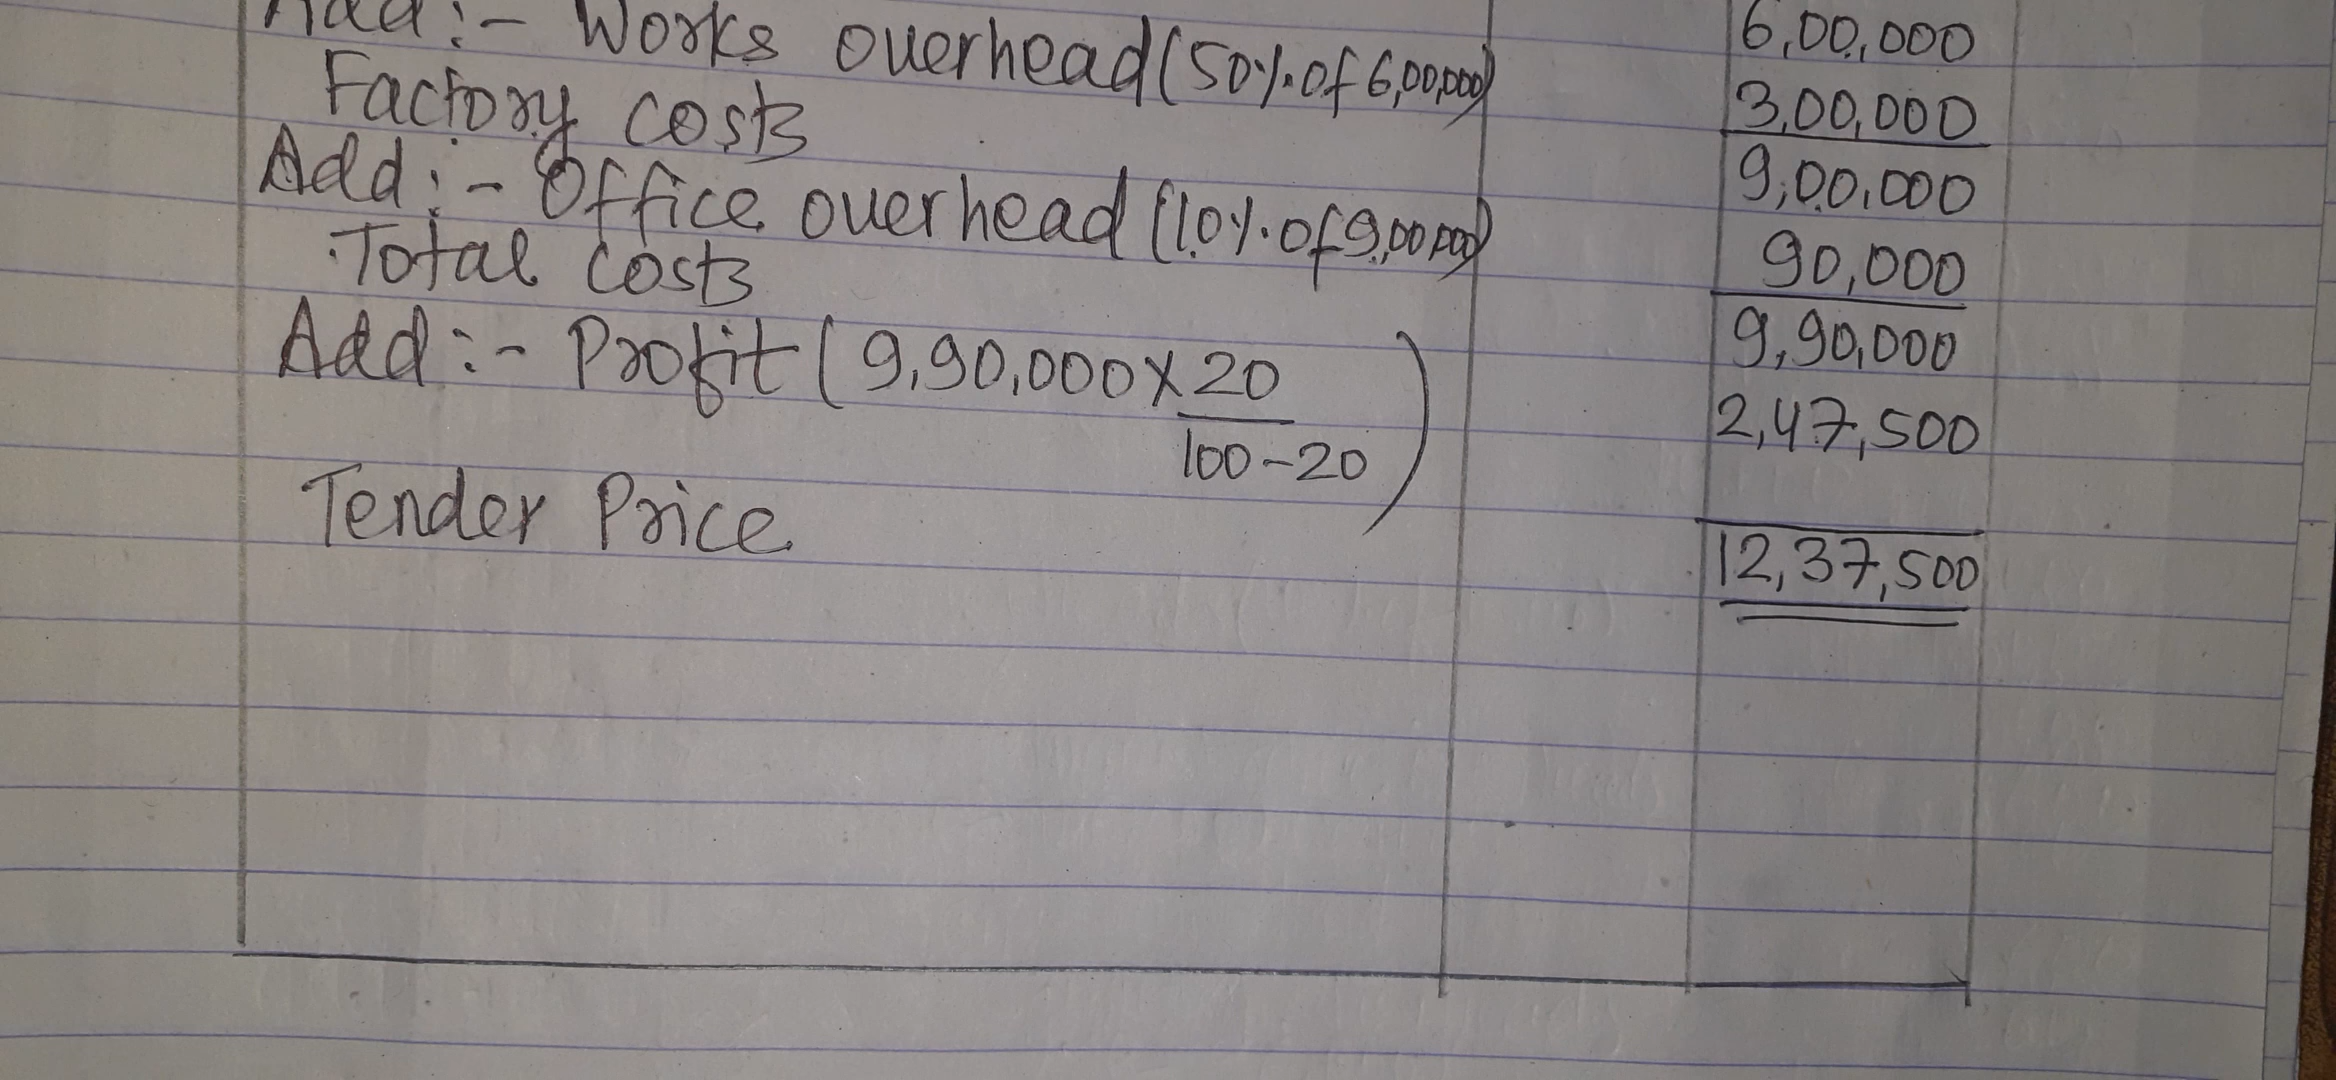 Add:- Works overhead (50% of 6,00,000) 6,00,000
Factory costs 3,00,000
Add:- Office overhead (10% of 9,00,000) 9,00,000
Total costs 90,000
Add:- Profit (9,90,000 X 20 9,90,000
100-20) 2,47,500
Tender Price 12,37,500